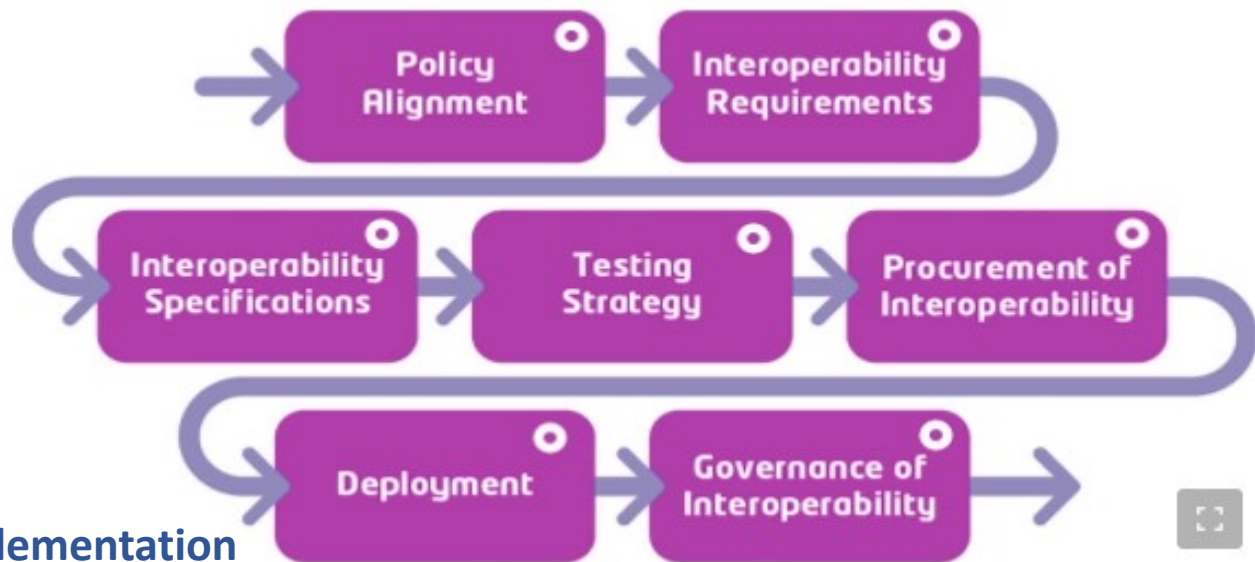 Policy
Alignment
Interoperability
Requirements
Interoperability
Specifications
Testing
Strategy
Procurement of
Interoperability
Deployment
Governance of
Interoperability
lementation